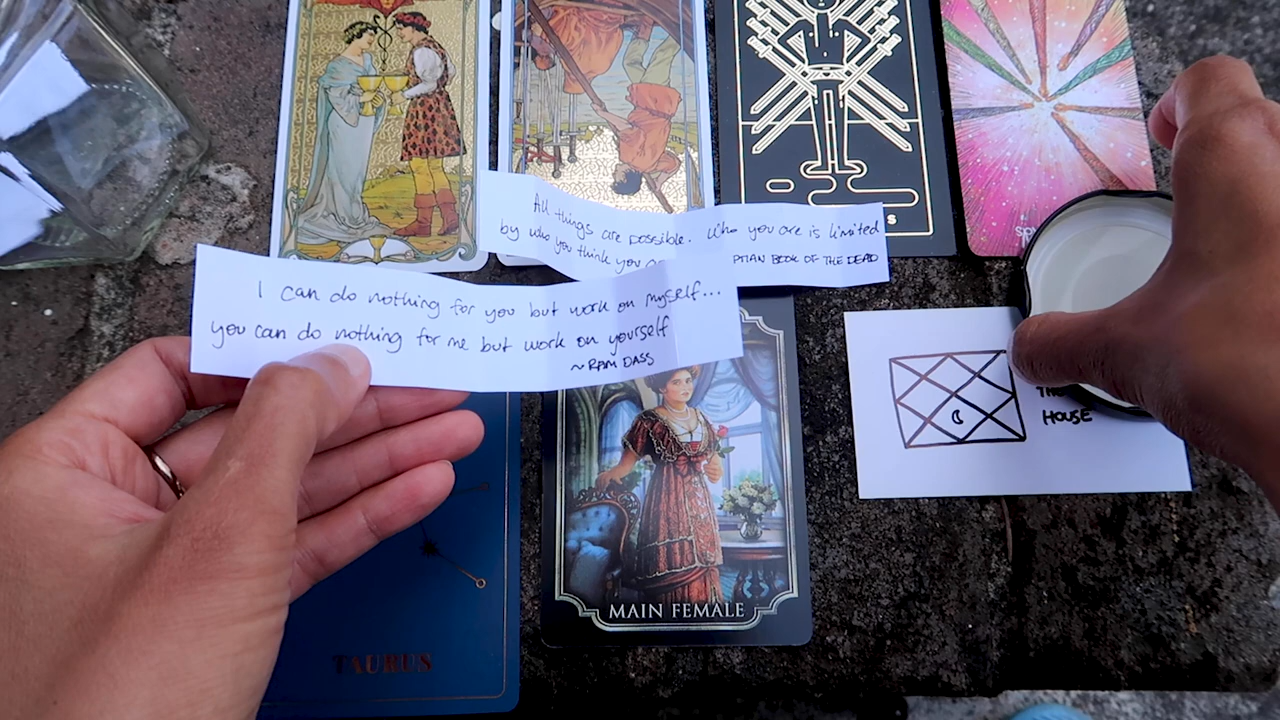 All things are possible. Who you are is limited
by who you think you
PTIAN BOOK OF THE DEAD
I can do nothing for you but work on myself...
you can do nothing for me but work on yourself
~RAM DASS
HOUSE
MAIN FEMALE
TAURUS